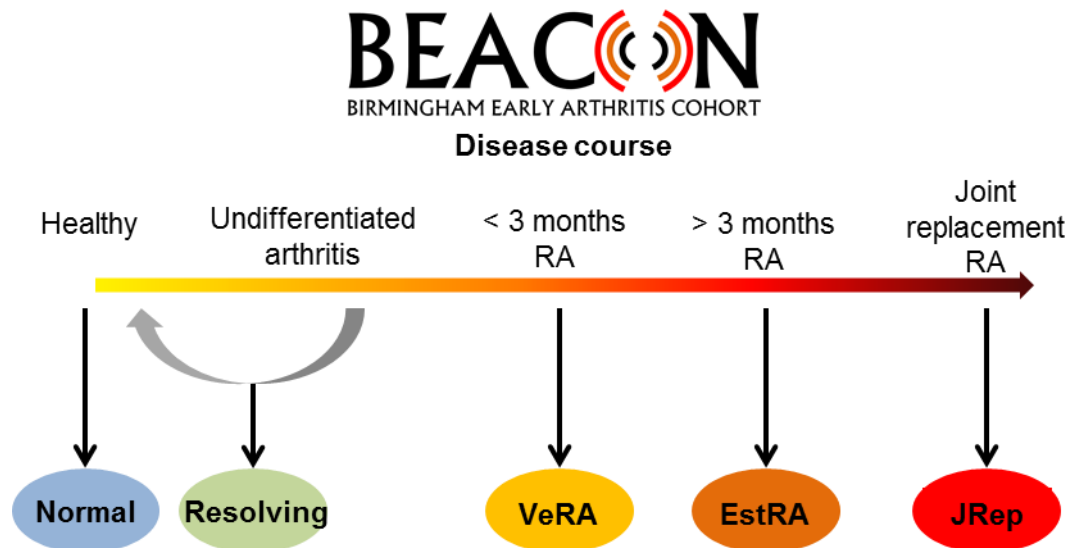 BEACON
BIRMINGHAM EARLY ARTHRITIS COHORT
Disease course
Healthy
Undifferentiated
arthritis
< 3 months
RA
> 3 months
RA
Joint
replacement
RA
Normal
Resolving
VeRA
EstRA
JRep